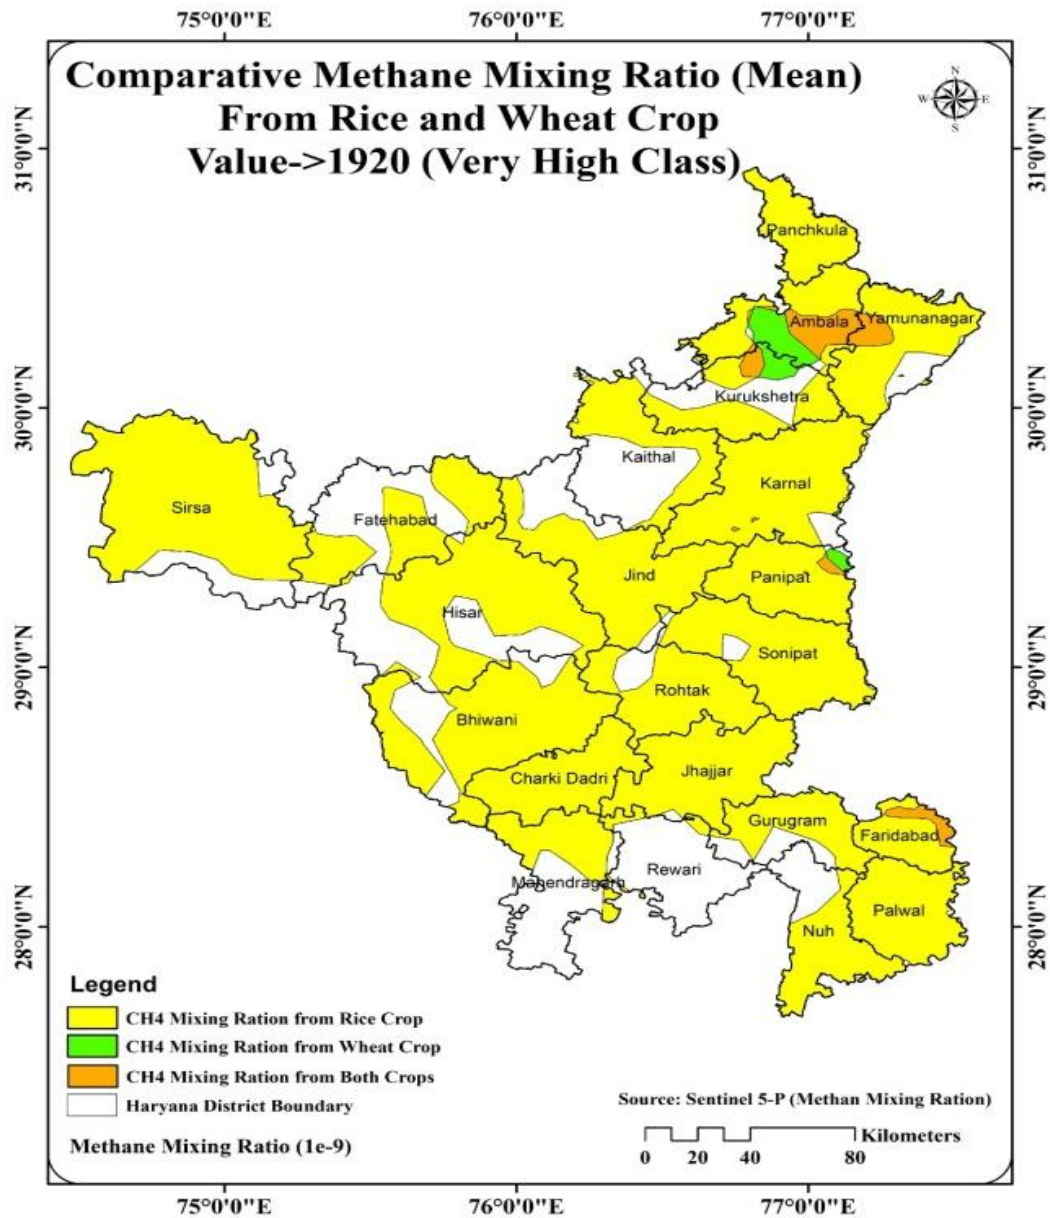 75°0'0"E 76°0'0"E 77°0'0"E
Comparative Methane Mixing Ratio (Mean)
From Rice and Wheat Crop
Value->1920 (Very High Class)
N
W E
S
31°0'0"N 31°0'0"N
Panchkula
Ambala
Yamunanagar
Kurukshetra
30°0'0"N 30°0'0"N
Kaithal
Karnal
Sirsa
Fatehabad
Jind
Panipat
Hisar
Sonipat
29°0'0"N 29°0'0"N
Rohtak
Bhiwani
Jhajjar
Charki Dadri
Gurugram
Faridabad
Rewari
Mahendragarh
Palwal
28°0'0"N 28°0'0"N
Nuh
Legend
CH4 Mixing Ration from Rice Crop
CH4 Mixing Ration from Wheat Crop
CH4 Mixing Ration from Both Crops
Haryana District Boundary
Methane Mixing Ratio (1e-9)
Source: Sentinel 5-P (Methan Mixing Ration)
Kilometers
0 20 40 80
75°0'0"E 76°0'0"E 77°0'0"E